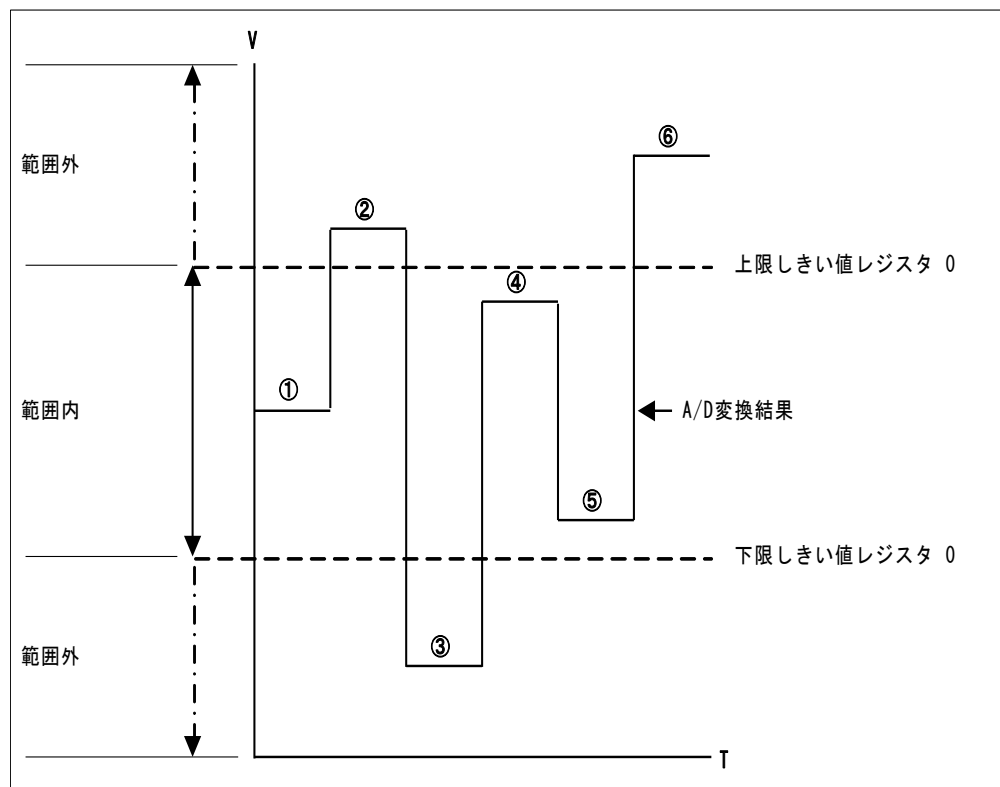 V
範囲外
⑥
②
上限しきい値レジスタ 0
④
①
範囲内
A/D変換結果
⑤
下限しきい値レジスタ 0
③
範囲外
T